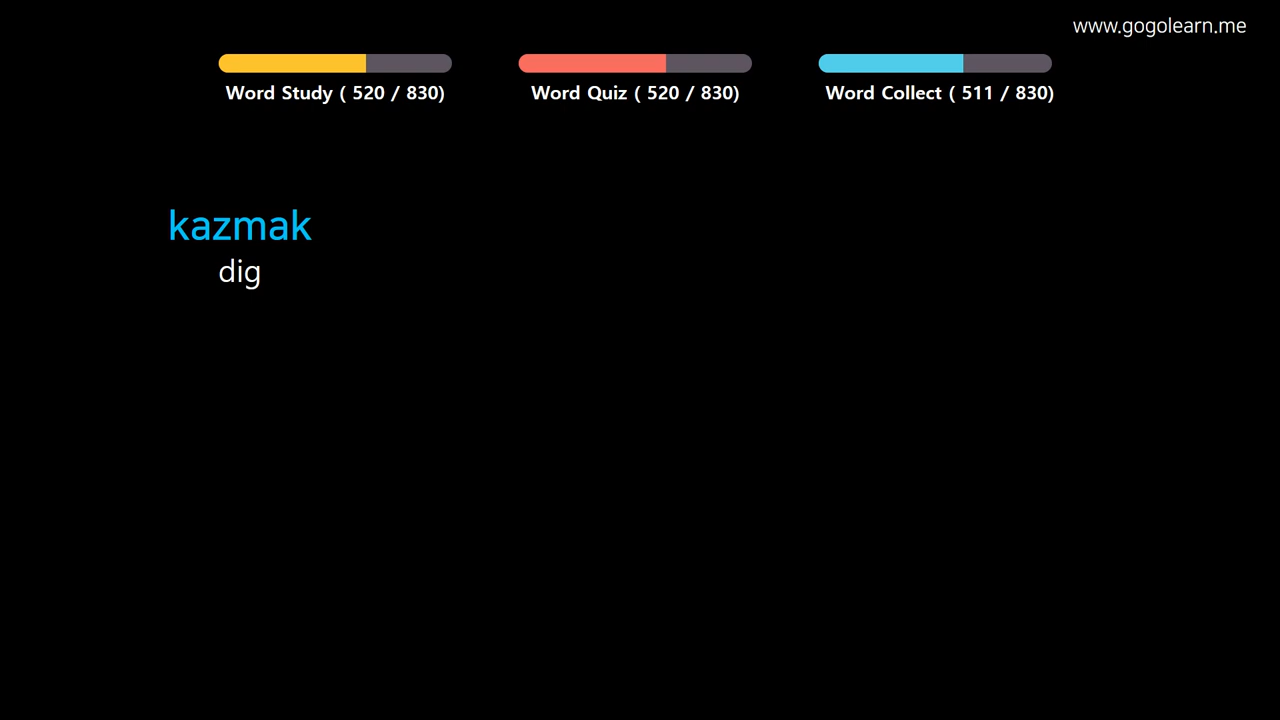 www.gogolearn.me
Word Study ( 520 / 830)
Word Quiz ( 520 / 830)
Word Collect ( 511 / 830)
kazmak
dig